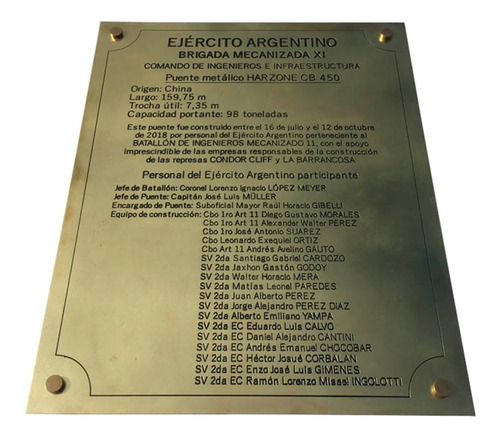 EJÉRCITO ARGENTINO
BRIGADA MECANIZADA XI
COMANDO DE INGENIEROS E INFRAESTRUCTURA
Puente metálico HARZONE CB 450
Origen: China
Largo: 159,75 m
Trocha útil: 7,35 m
Capacidad portante: 98 toneladas
Este puente fue construido entre el 16 de julio y el 12 de octubre
de 2018 por personal del Ejército Argentino perteneciente al
BATALLÓN DE INGENIEROS MECANIZADO 11, con el apoyo
imprescindible de las empresas responsables de la construcción
de las represas CONDOR CLIFF y LA BARRANCOSA
Personal del Ejército Argentino participante
Jefe de Batallón: Coronel Lorenzo Ignacio LÓPEZ MEYER
Jefe de Puente: Capitán José Luis MÜLLER
Encargado de Puente: Suboficial Mayor Raúl Horacio GIBELLI
Equipo de construcción: Cbo 1ro Art 11 Diego Gustavo MORALES
Cbo 1ro Art 11 Alexander Walter PEREZ
Cbo 1ro José Antonio SUAREZ
Cbo Leonardo Exequiel ORTIZ
Cbo Art 11 Andrés Avelino GAUTO
SV 2da Santiago Gabriel CARDOZO
SV 2da Jaxhon Gastón GODOY
SV 2da Walter Horacio MERA
SV 2da Matías Leonel PAREDES
SV 2da Juan Alberto PEREZ
SV 2da Jorge Alejandro PEREZ DIAZ
SV 2da Alberto Emiliano YAMPA
SV 2da EC Eduardo Luis CALVO
SV 2da EC Daniel Alejandro CANTINI
SV 2da EC Andrés Emanuel CHOCOBAR
SV 2da EC Héctor Josué CORBALAN
SV 2da EC Enzo José Luis GIMENES
SV 2da EC Ramón Lorenzo Missel INGOLOTTI